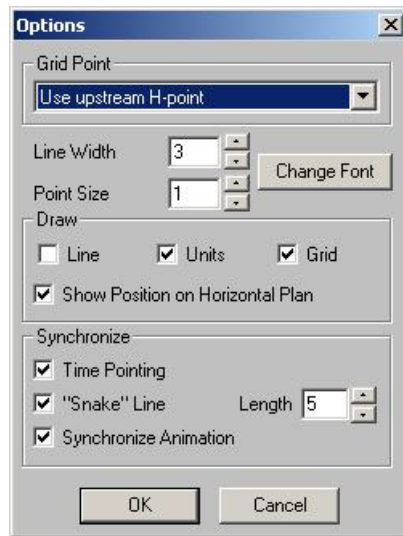 Options
Grid Point
Use upstream H-point
Line Width 3
Change Font
Point Size 1
Draw
Line Units Grid
Show Position on Horizontal Plan
Synchronize
Time Pointing
"Snake" Line Length 5
Synchronize Animation
OK Cancel